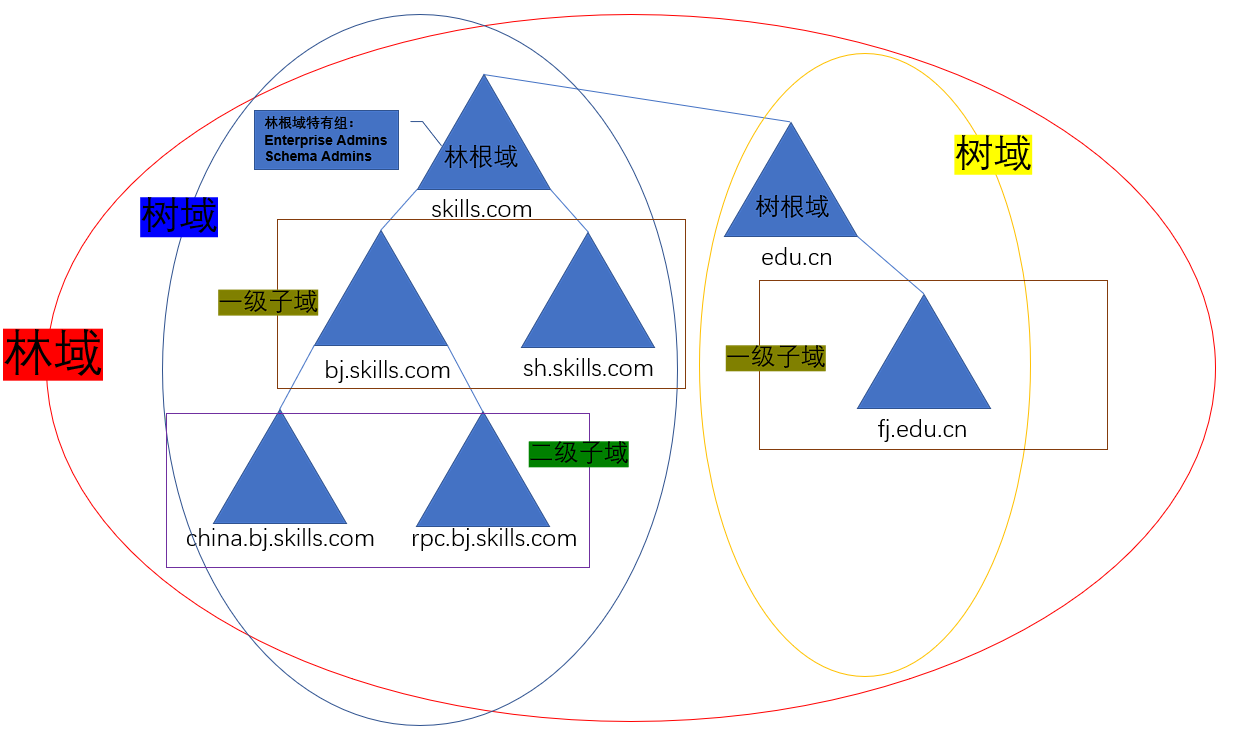 林根域特有组：
Enterprise Admins
Schema Admins
林根域
skills.com
树域
树根域
edu.cn
树域
一级子域
bj.skills.com
sh.skills.com
林域
一级子域
fj.edu.cn
二级子域
china.bj.skills.com
rpc.bj.skills.com